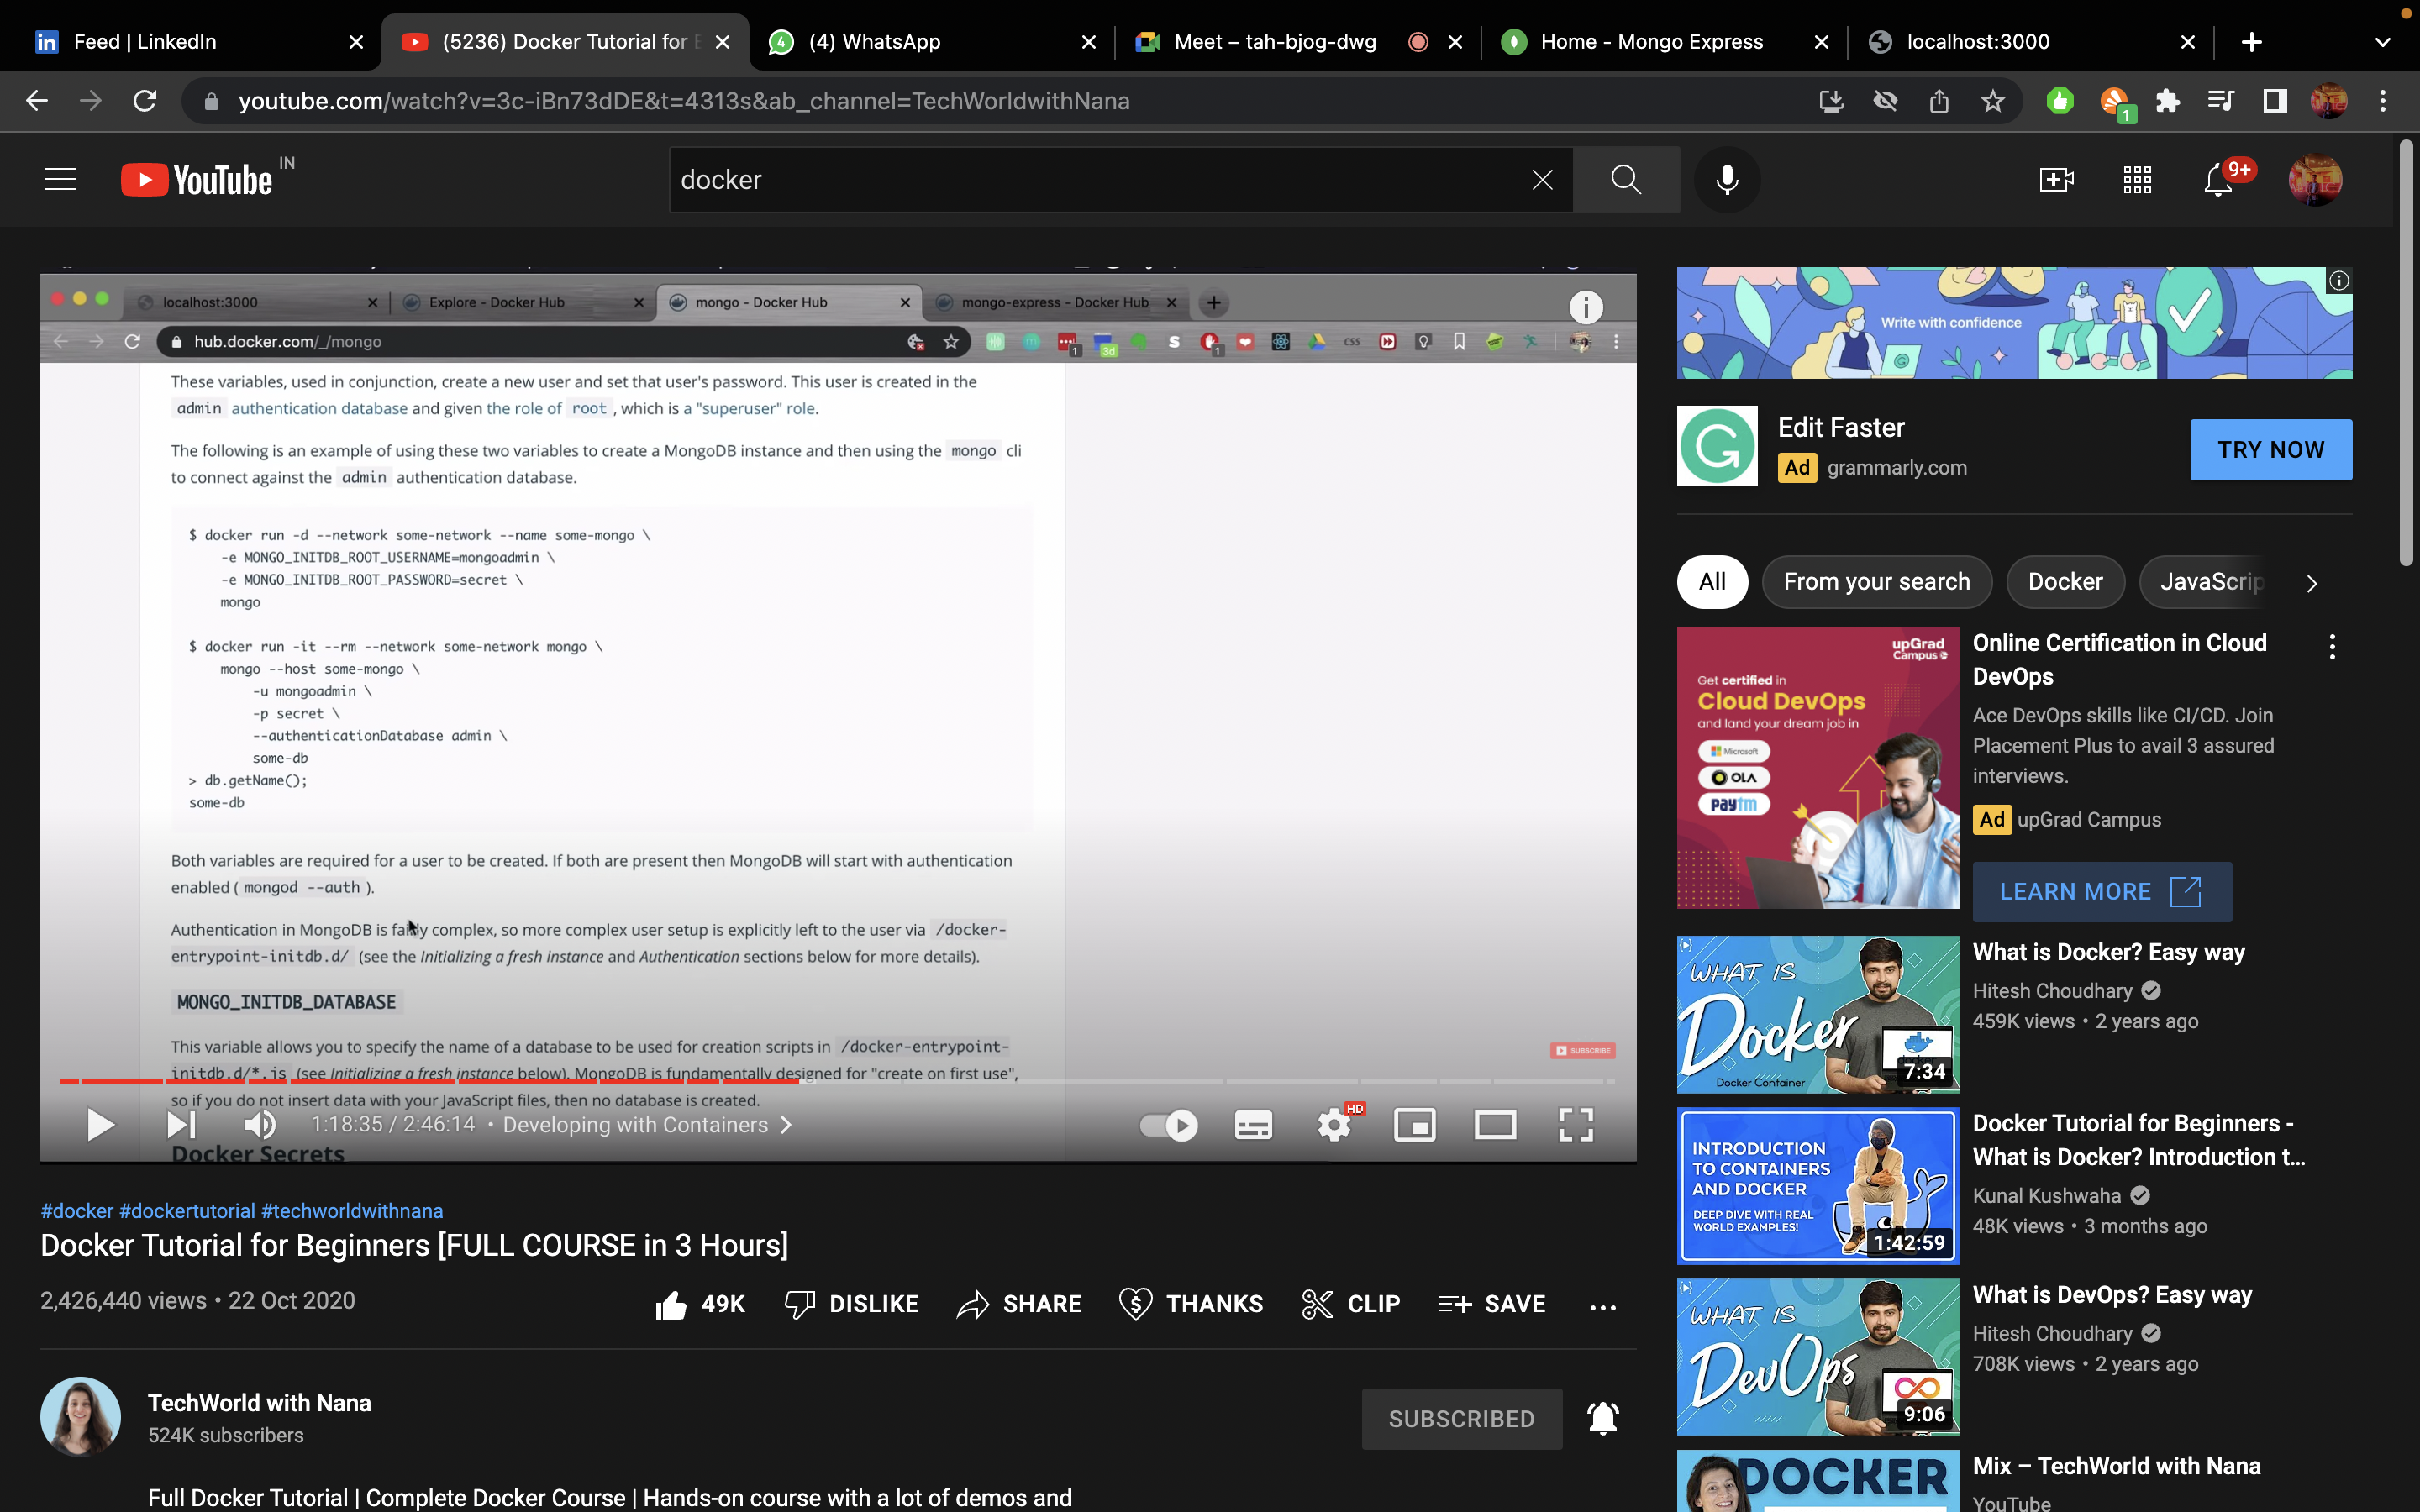 Feed | LinkedIn
(5236) Docker Tutorial for
4
(4) WhatsApp
Meet – tah-bjog-dwg
Home - Mongo Express
localhost:3000
youtube.com/watch?v=3c-iBn73dDE&t=4313s&ab_channel=TechWorldwithNana
1
YouTube
IN
docker
9+
localhost:3000
Explore - Docker Hub
mongo - Docker Hub
mongo-express - Docker Hub
hub.docker.com/_/mongo
These variables, used in conjunction, create a new user and set that user's password. This user is created in the
admin authentication database and given the role of root , which is a "superuser" role.
The following is an example of using these two variables to create a MongoDB instance and then using the mongo cli
to connect against the admin authentication database.
$ docker run -d --network some-network --name some-mongo \
-e MONGO_INITDB_ROOT_USERNAME=mongoadmin \
-e MONGO_INITDB_ROOT_PASSWORD=secret \
mongo
$ docker run -it --rm --network some-network mongo \
mongo --host some-mongo \
-u mongoadmin \
-p secret \
--authenticationDatabase admin \
some-db
> db.getName();
some-db
Both variables are required for a user to be created. If both are present then MongoDB will start with authentication
enabled ( mongod --auth ).
Authentication in MongoDB is fairly complex, so more complex user setup is explicitly left to the user via /docker-
entrypoint-initdb.d/ (see the Initializing a fresh instance and Authentication sections below for more details).
MONGO_INITDB_DATABASE
This variable allows you to specify the name of a database to be used for creation scripts in /docker-entrypoint-
initdb.d/*.js (see Initializing a fresh instance below). MongoDB is fundamentally designed for "create on first use",
so if you do not insert data with your JavaScript files, then no database is created.
SUBSCRIBE
1:18:35 / 2:46:14 • Developing with Containers
HD
Docker Secrets
#docker #dockertutorial #techworldwithnana
Docker Tutorial for Beginners [FULL COURSE in 3 Hours]
2,426,440 views • 22 Oct 2020
49K
DISLIKE
SHARE
THANKS
CLIP
SAVE
TechWorld with Nana
524K subscribers
SUBSCRIBED
Full Docker Tutorial | Complete Docker Course | Hands-on course with a lot of demos and
Write with confidence
Edit Faster
Ad grammarly.com
TRY NOW
All
From your search
Docker
JavaScrip
upGrad
Campus
Get certified in
Cloud DevOps
and land your dream job in
Microsoft
OLA
paytm
Online Certification in Cloud
DevOps
Ace DevOps skills like CI/CD. Join
Placement Plus to avail 3 assured
interviews.
Ad upGrad Campus
LEARN MORE
WHAT IS
Docker
Docker Container
7:34
What is Docker? Easy way
Hitesh Choudhary
459K views • 2 years ago
INTRODUCTION
TO CONTAINERS
AND DOCKER
DEEP DIVE WITH REAL
WORLD EXAMPLES!
1:42:59
Docker Tutorial for Beginners -
What is Docker? Introduction t...
Kunal Kushwaha
48K views • 3 months ago
WHAT IS
DevOps
9:06
What is DevOps? Easy way
Hitesh Choudhary
708K views • 2 years ago
DOCKER
Mix – TechWorld with Nana
YouTube